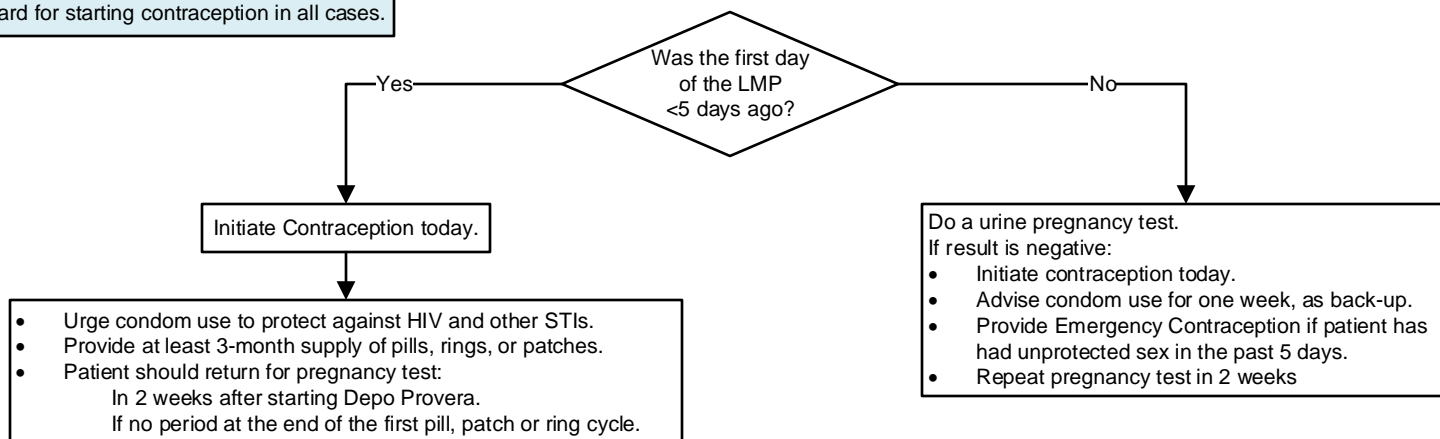 ard for starting contraception in all cases.
Was the first day
of the LMP
<5 days ago?
Yes
No
Initiate Contraception today.
• Urge condom use to protect against HIV and other STIs.
• Provide at least 3-month supply of pills, rings, or patches.
• Patient should return for pregnancy test:
In 2 weeks after starting Depo Provera.
If no period at the end of the first pill, patch or ring cycle.
Do a urine pregnancy test.
If result is negative:
• Initiate contraception today.
• Advise condom use for one week, as back-up.
• Provide Emergency Contraception if patient has
had unprotected sex in the past 5 days.
• Repeat pregnancy test in 2 weeks